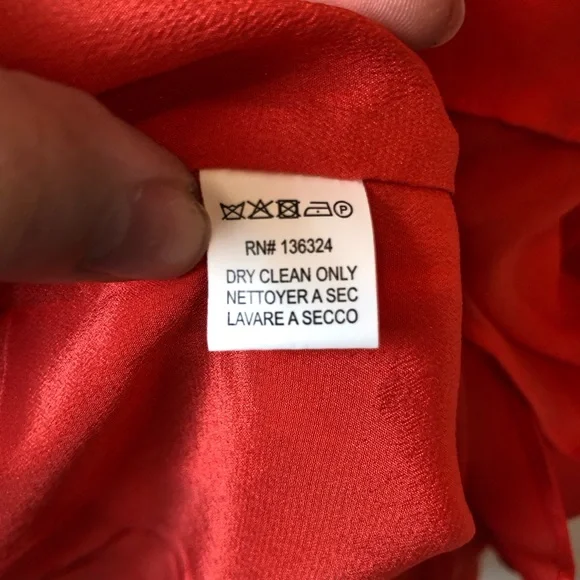 RN# 136324
DRY CLEAN ONLY
NETTOYER A SEC
LAVARE A SECCO